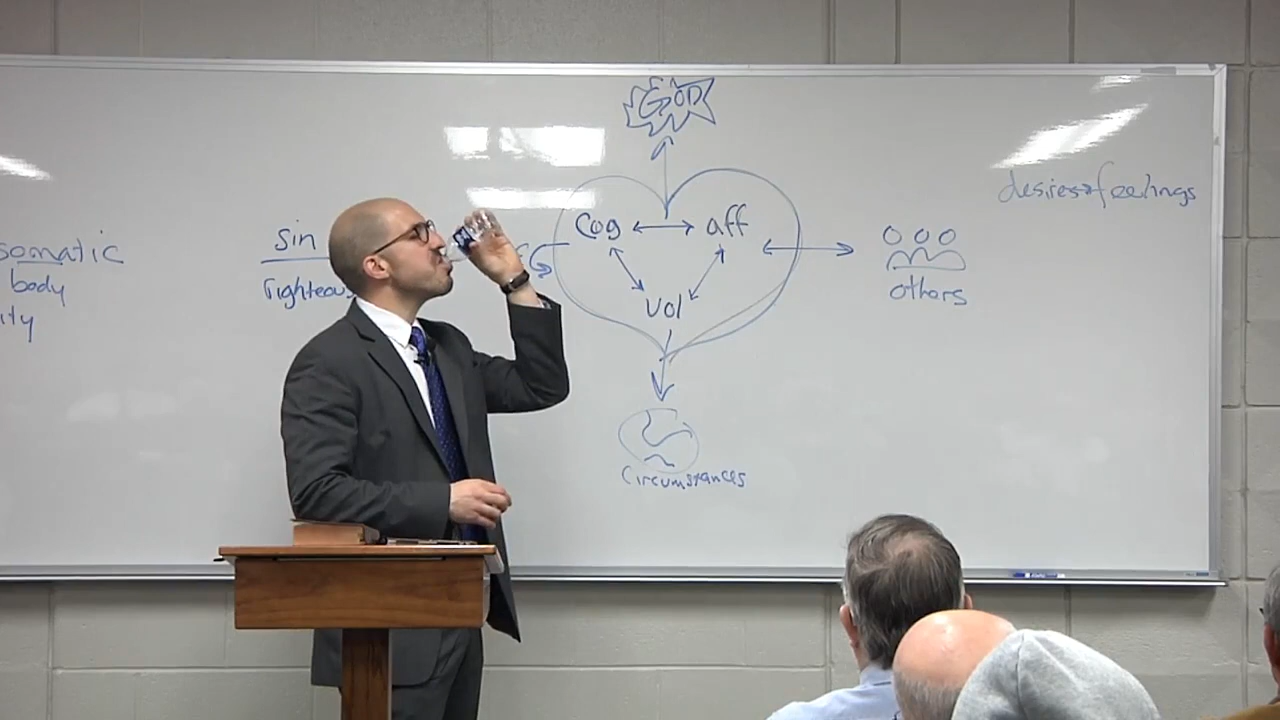 GOD
desires & feelings
Cog aff
sin
somatic
righteous
body
vol
others
ity
Circumstances